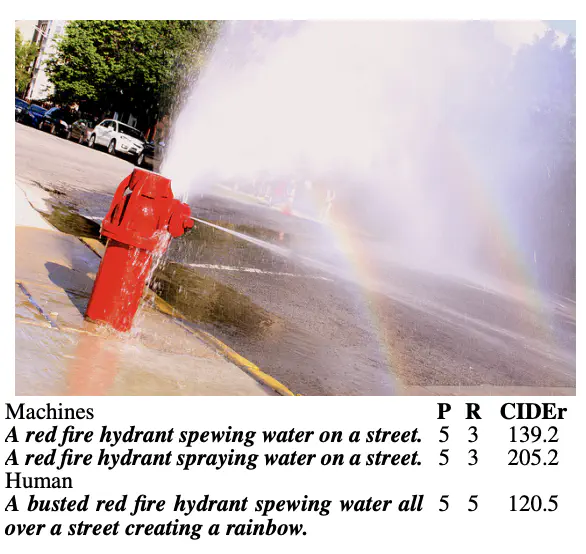 Machines P R CIDEr
A red fire hydrant spewing water on a street. 5 3 139.2
A red fire hydrant spraying water on a street. 5 3 205.2
Human
A busted red fire hydrant spewing water all 5 5 120.5
over a street creating a rainbow.